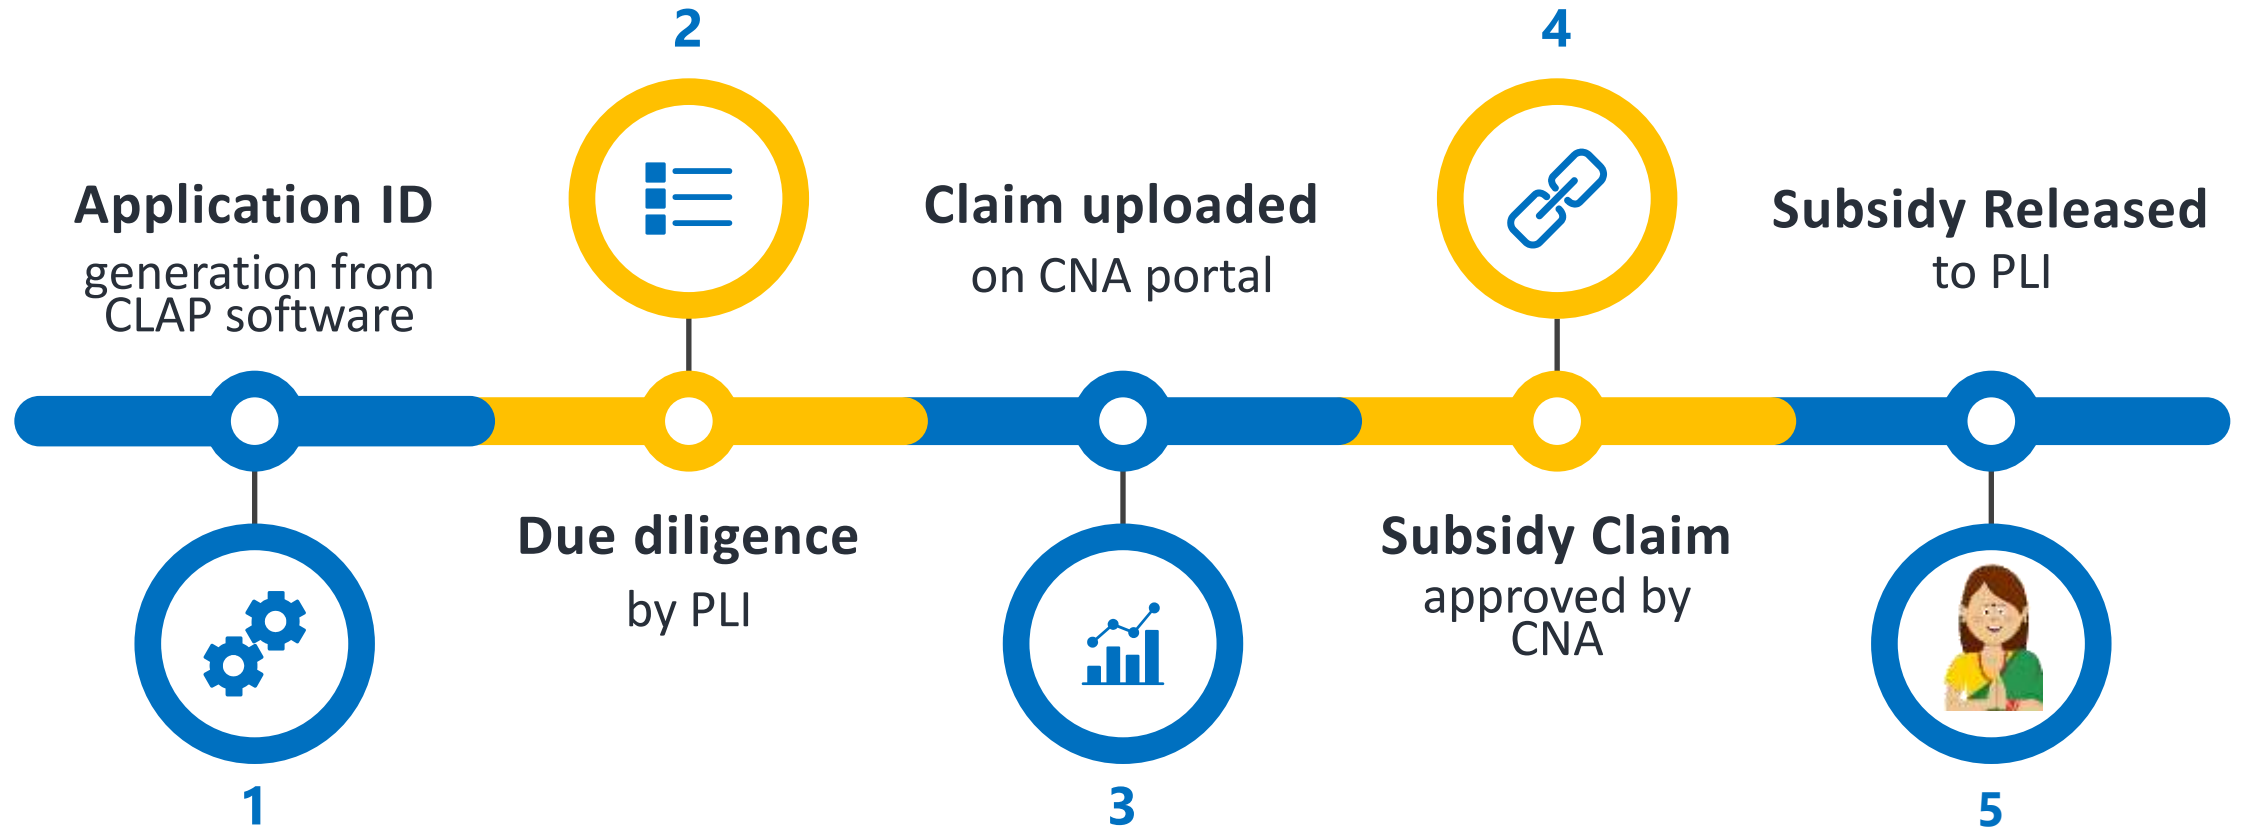 Application ID
generation from
CLAP software
1
2
Due diligence
by PLI
Claim uploaded
on CNA portal
3
4
Subsidy Claim
approved by
CNA
Subsidy Released
to PLI
5